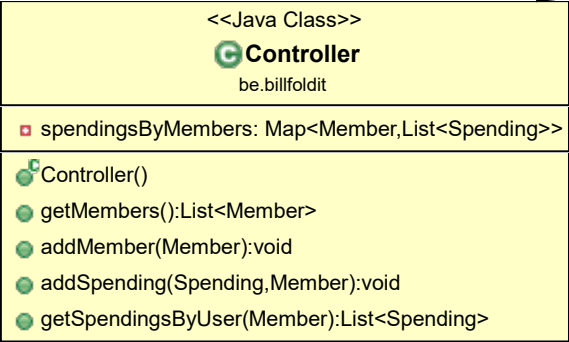 <<Java Class>>
C Controller
be.billfoldit
spendingsByMembers: Map<Member,List<Spending>>
C Controller()
getMembers():List<Member>
addMember(Member):void
addSpending(Spending,Member):void
getSpendingsByUser(Member):List<Spending>